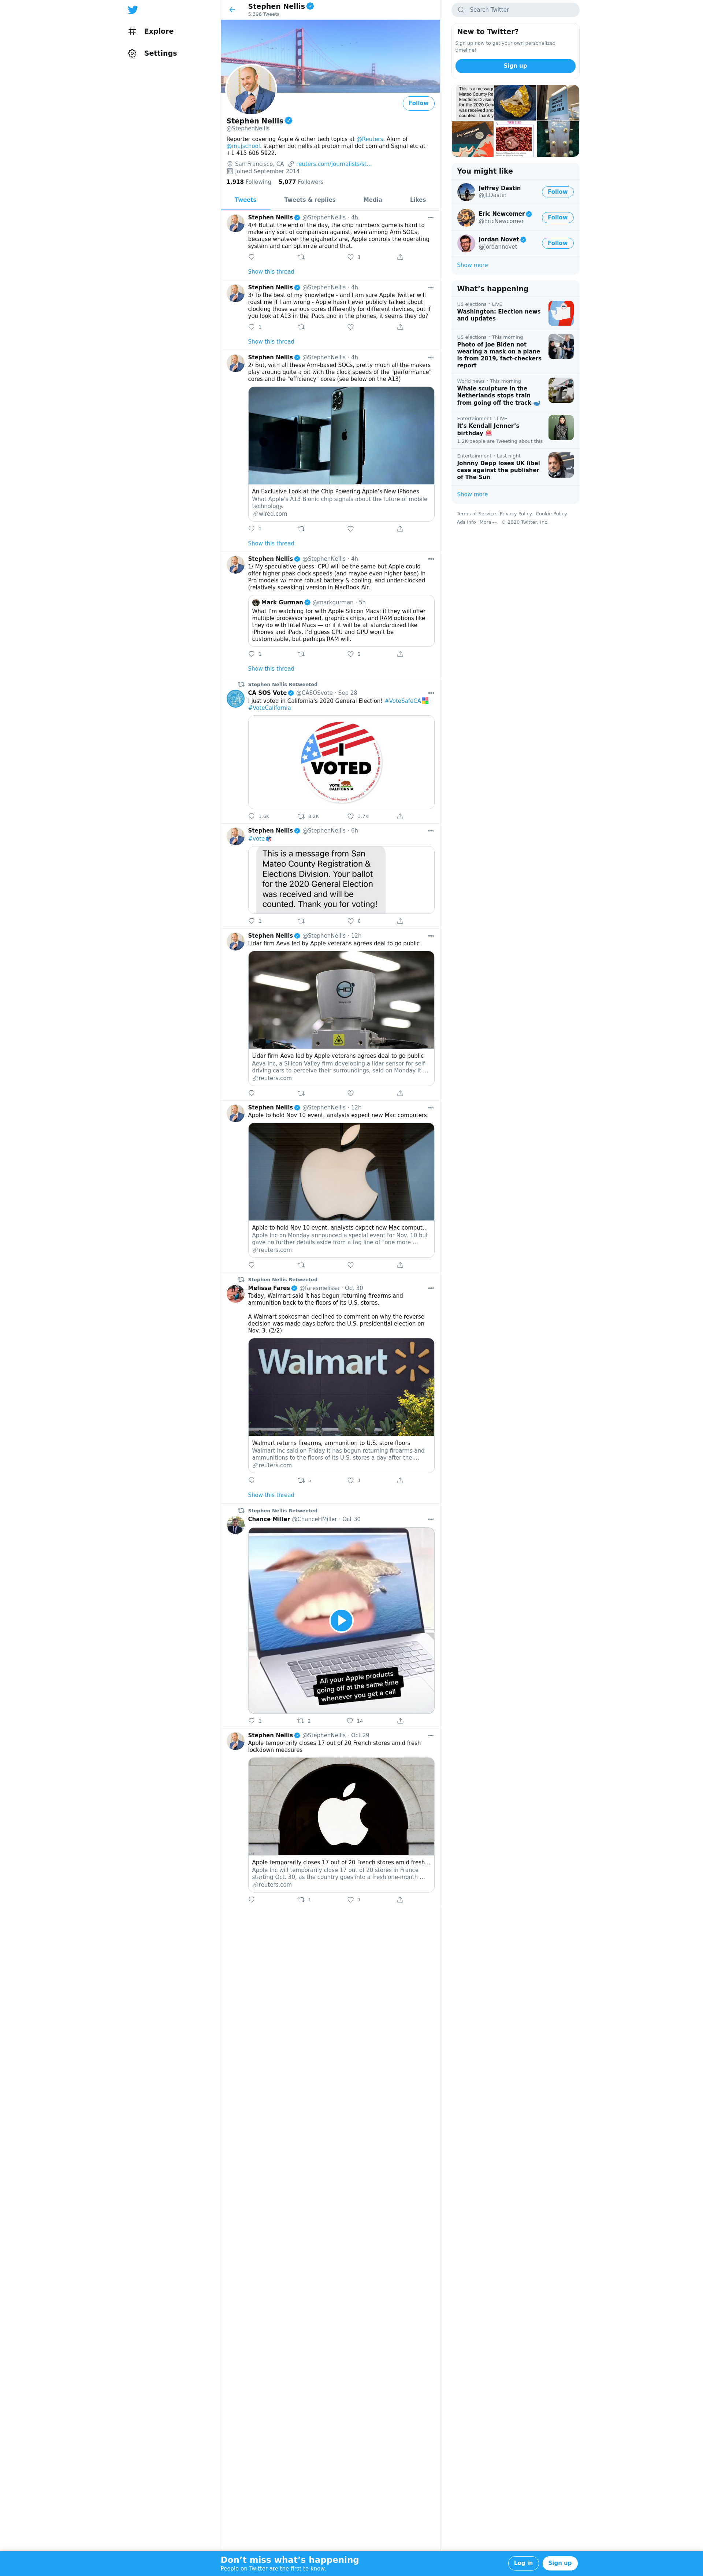 Explore
Settings
Stephen Nellis
5,396 Tweets
Follow
Stephen Nellis
@StephenNellis
Reporter covering Apple & other tech topics at @Reuters. Alum of
@mujschool. stephen dot nellis at proton mail dot com and Signal etc at
+1 415 606 5922.
San Francisco, CA reuters.com/journalists/st…
Joined September 2014
1,918 Following 5,077 Followers
Tweets Tweets & replies Media Likes
Stephen Nellis @StephenNellis · 4h
4/4 But at the end of the day, the chip numbers game is hard to
make any sort of comparison against, even among Arm SOCs,
because whatever the gigahertz are, Apple controls the operating
system and can optimize around that.
1
Show this thread
Stephen Nellis @StephenNellis · 4h
3/ To the best of my knowledge - and I am sure Apple Twitter will
roast me if I am wrong - Apple hasn't ever publicly talked about
clocking those various cores differently for different devices, but if
you look at A13 in the iPads and in the phones, it seems they do?
1
Show this thread
Stephen Nellis @StephenNellis · 4h
2/ But, with all these Arm-based SOCs, pretty much all the makers
play around quite a bit with the clock speeds of the "performance"
cores and the "efficiency" cores (see below on the A13)
An Exclusive Look at the Chip Powering Apple's New iPhones
What Apple's A13 Bionic chip signals about the future of mobile
technology.
wired.com
1
Show this thread
Stephen Nellis @StephenNellis · 4h
1/ My speculative guess: CPU will be the same but Apple could
offer higher peak clock speeds (and maybe even higher base) in
Pro models w/ more robust battery & cooling, and under-clocked
(relatively speaking) version in MacBook Air.
Mark Gurman @markgurman · 5h
What I'm watching for with Apple Silicon Macs: if they will offer
multiple processor speed, graphics chips, and RAM options like
they do with Intel Macs — or if it will be all standardized like
iPhones and iPads. I'd guess CPU and GPU won't be
customizable, but perhaps RAM will.
1 2
Show this thread
Stephen Nellis Retweeted
CA SOS Vote @CASOSvote · Sep 28
I just voted in California's 2020 General Election! #VoteSafeCA
#VoteCalifornia
I
VOTED
VOTE
CALIFORNIA
1.6K 8.2K 3.7K
Stephen Nellis @StephenNellis · 6h
#vote
This is a message from San
Mateo County Registration &
Elections Division. Your ballot
for the 2020 General Election
was received and will be
counted. Thank you for voting!
1 8
Stephen Nellis @StephenNellis · 12h
Lidar firm Aeva led by Apple veterans agrees deal to go public
Lidar firm Aeva led by Apple veterans agrees deal to go public
Aeva Inc, a Silicon Valley firm developing a lidar sensor for self-
driving cars to perceive their surroundings, said on Monday it …
reuters.com
Stephen Nellis @StephenNellis · 12h
Apple to hold Nov 10 event, analysts expect new Mac computers
Apple to hold Nov 10 event, analysts expect new Mac comput…
Apple Inc on Monday announced a special event for Nov. 10 but
gave no further details aside from a tag line of "one more …
reuters.com
Stephen Nellis Retweeted
Melissa Fares @faresmelissa · Oct 30
Today, Walmart said it has begun returning firearms and
ammunition back to the floors of its U.S. stores.
A Walmart spokesman declined to comment on why the reverse
decision was made days before the U.S. presidential election on
Nov. 3. (2/2)
Walmart
Walmart returns firearms, ammunition to U.S. store floors
Walmart Inc said on Friday it has begun returning firearms and
ammunitions to the floors of its U.S. stores a day after the …
reuters.com
5 1
Show this thread
Stephen Nellis Retweeted
Chance Miller @ChanceHMiller · Oct 30
All your Apple products
going off at the same time
whenever you get a call
1 2 14
Stephen Nellis @StephenNellis · Oct 29
Apple temporarily closes 17 out of 20 French stores amid fresh
lockdown measures
Apple temporarily closes 17 out of 20 French stores amid fresh…
Apple Inc will temporarily close 17 out of 20 stores in France
starting Oct. 30, as the country goes into a fresh one-month …
reuters.com
1 1
Search Twitter
New to Twitter?
Sign up now to get your own personalized
timeline!
Sign up
This is a messag
Mateo County Re
Elections Division
for the 2020 Gen
was received and
counted. Thank y
You might like
Jeffrey Dastin
@JLDastin
Follow
Eric Newcomer
@EricNewcomer
Follow
Jordan Novet
@jordannovet
Follow
Show more
What's happening
US elections · LIVE
Washington: Election news
and updates
US elections · This morning
Photo of Joe Biden not
wearing a mask on a plane
is from 2019, fact-checkers
report
World news · This morning
Whale sculpture in the
Netherlands stops train
from going off the track
Entertainment · LIVE
It's Kendall Jenner's
birthday
1.2K people are Tweeting about this
Entertainment · Last night
Johnny Depp loses UK libel
case against the publisher
of The Sun
Show more
Terms of Service Privacy Policy Cookie Policy
Ads info More © 2020 Twitter, Inc.
Don't miss what's happening
People on Twitter are the first to know.
Log in Sign up